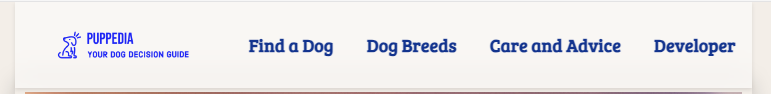 PUPPEDIA
YOUR DOG DECISION GUIDE
Find a Dog Dog Breeds Care and Advice Developer